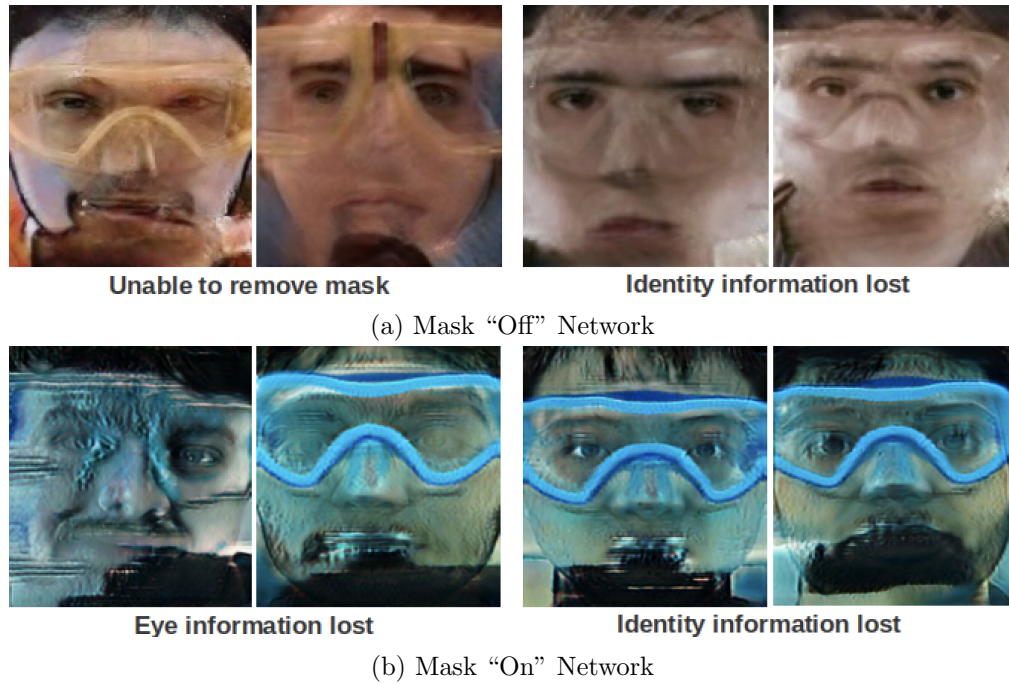 Unable to remove mask
Identity information lost
(a) Mask “Off” Network
Eye information lost
Identity information lost
(b) Mask “On” Network